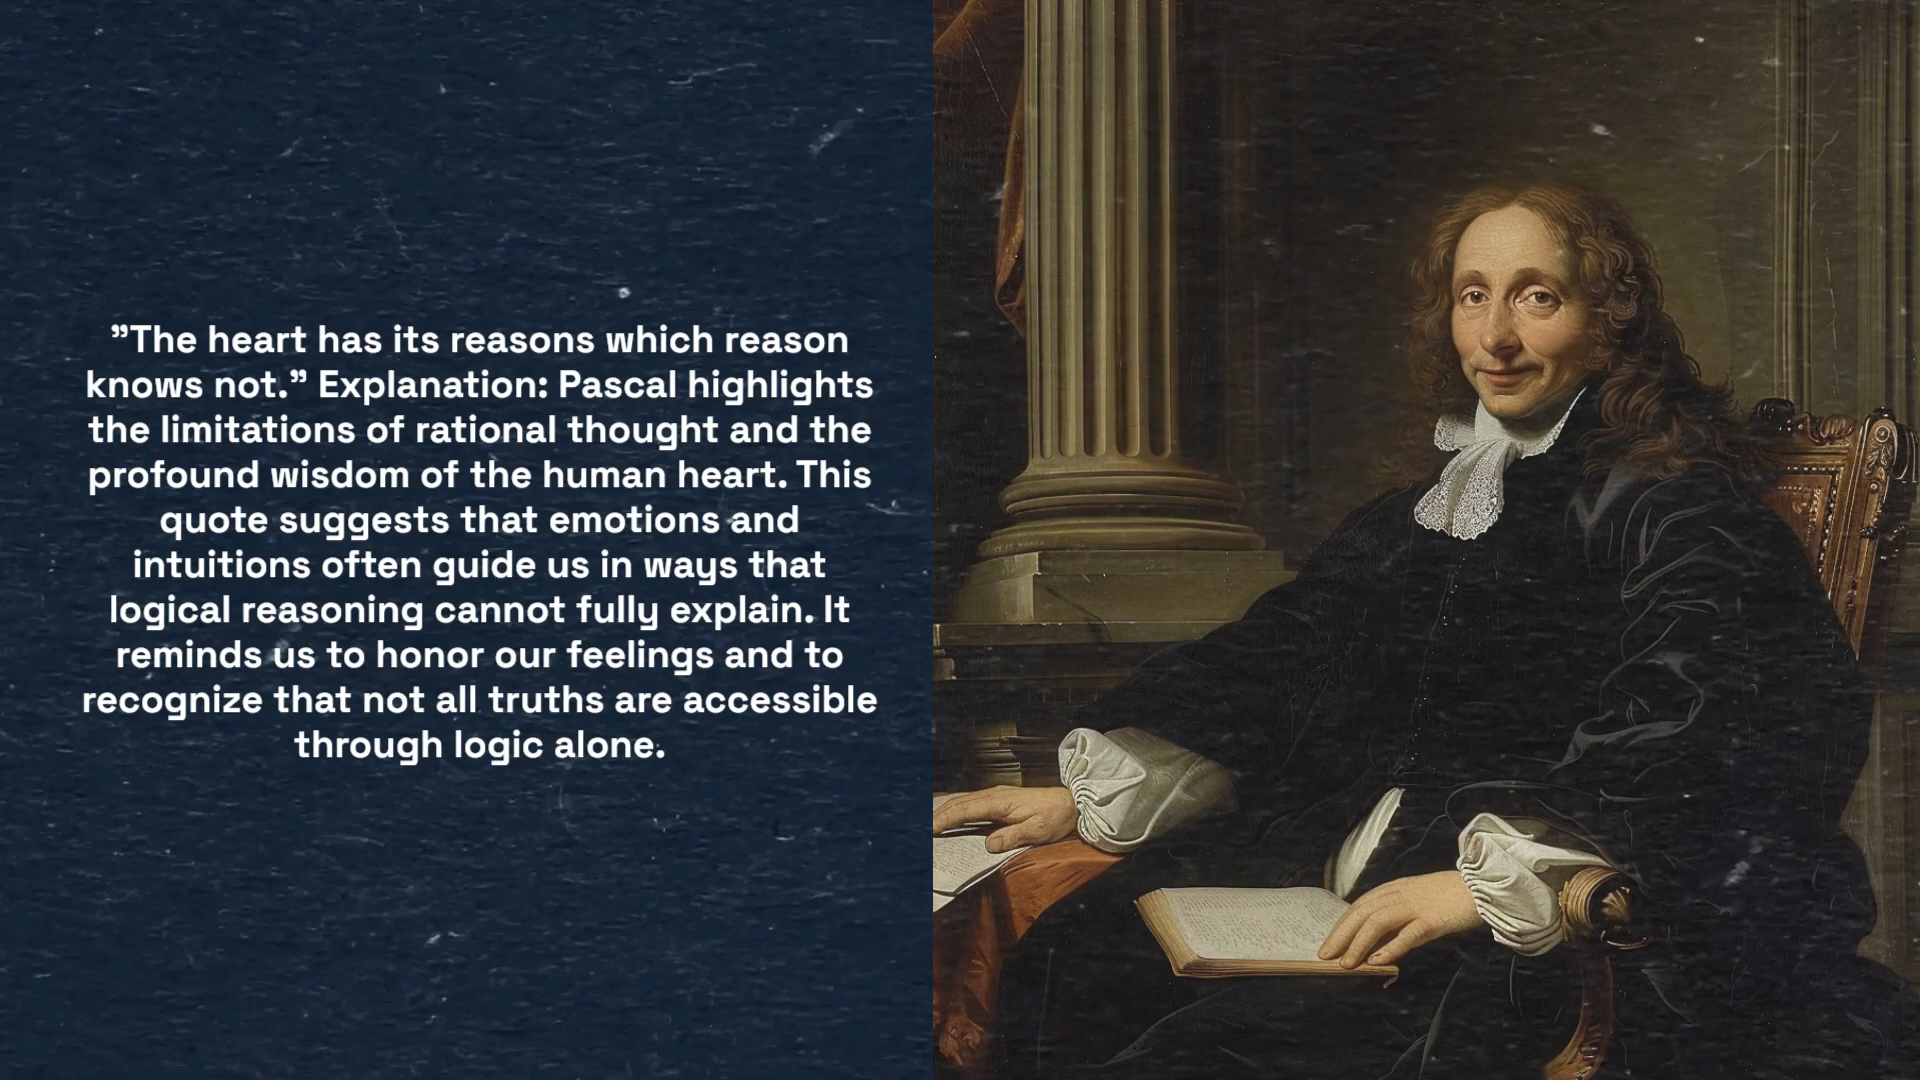 ”The heart has its reasons which reason
knows not.” Explanation: Pascal highlights
the limitations of rational thought and the
profound wisdom of the human heart. This
quote suggests that emotions and
intuitions often guide us in ways that
logical reasoning cannot fully explain. It
reminds us to honor our feelings and to
recognize that not all truths are accessible
through logic alone.